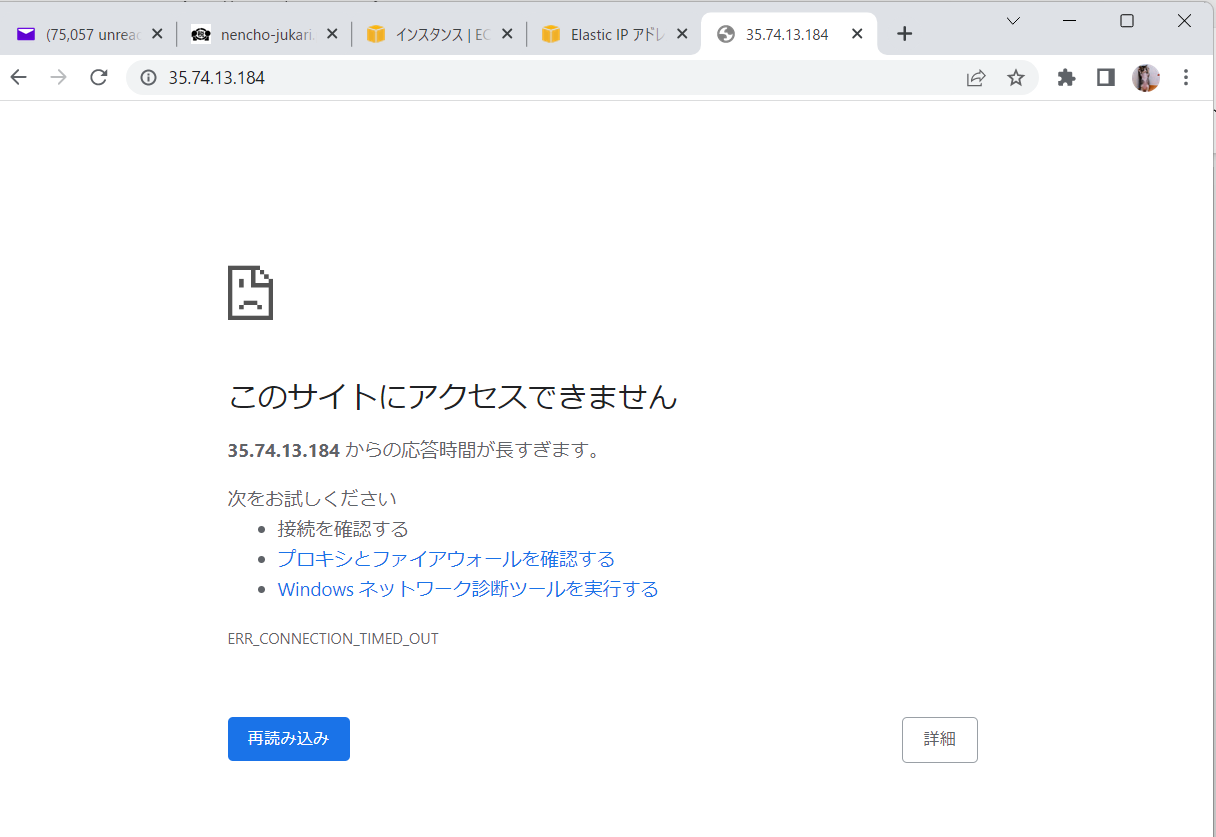 (75,057 unread
nencho-jukari.
インスタンス | EC
Elastic IP アドレ
35.74.13.184
35.74.13.184
このサイトにアクセスできません
35.74.13.184 からの応答時間が長すぎます。
次をお試しください
接続を確認する
プロキシとファイアウォールを確認する
Windows ネットワーク診断ツールを実行する
ERR_CONNECTION_TIMED_OUT
再読み込み
詳細